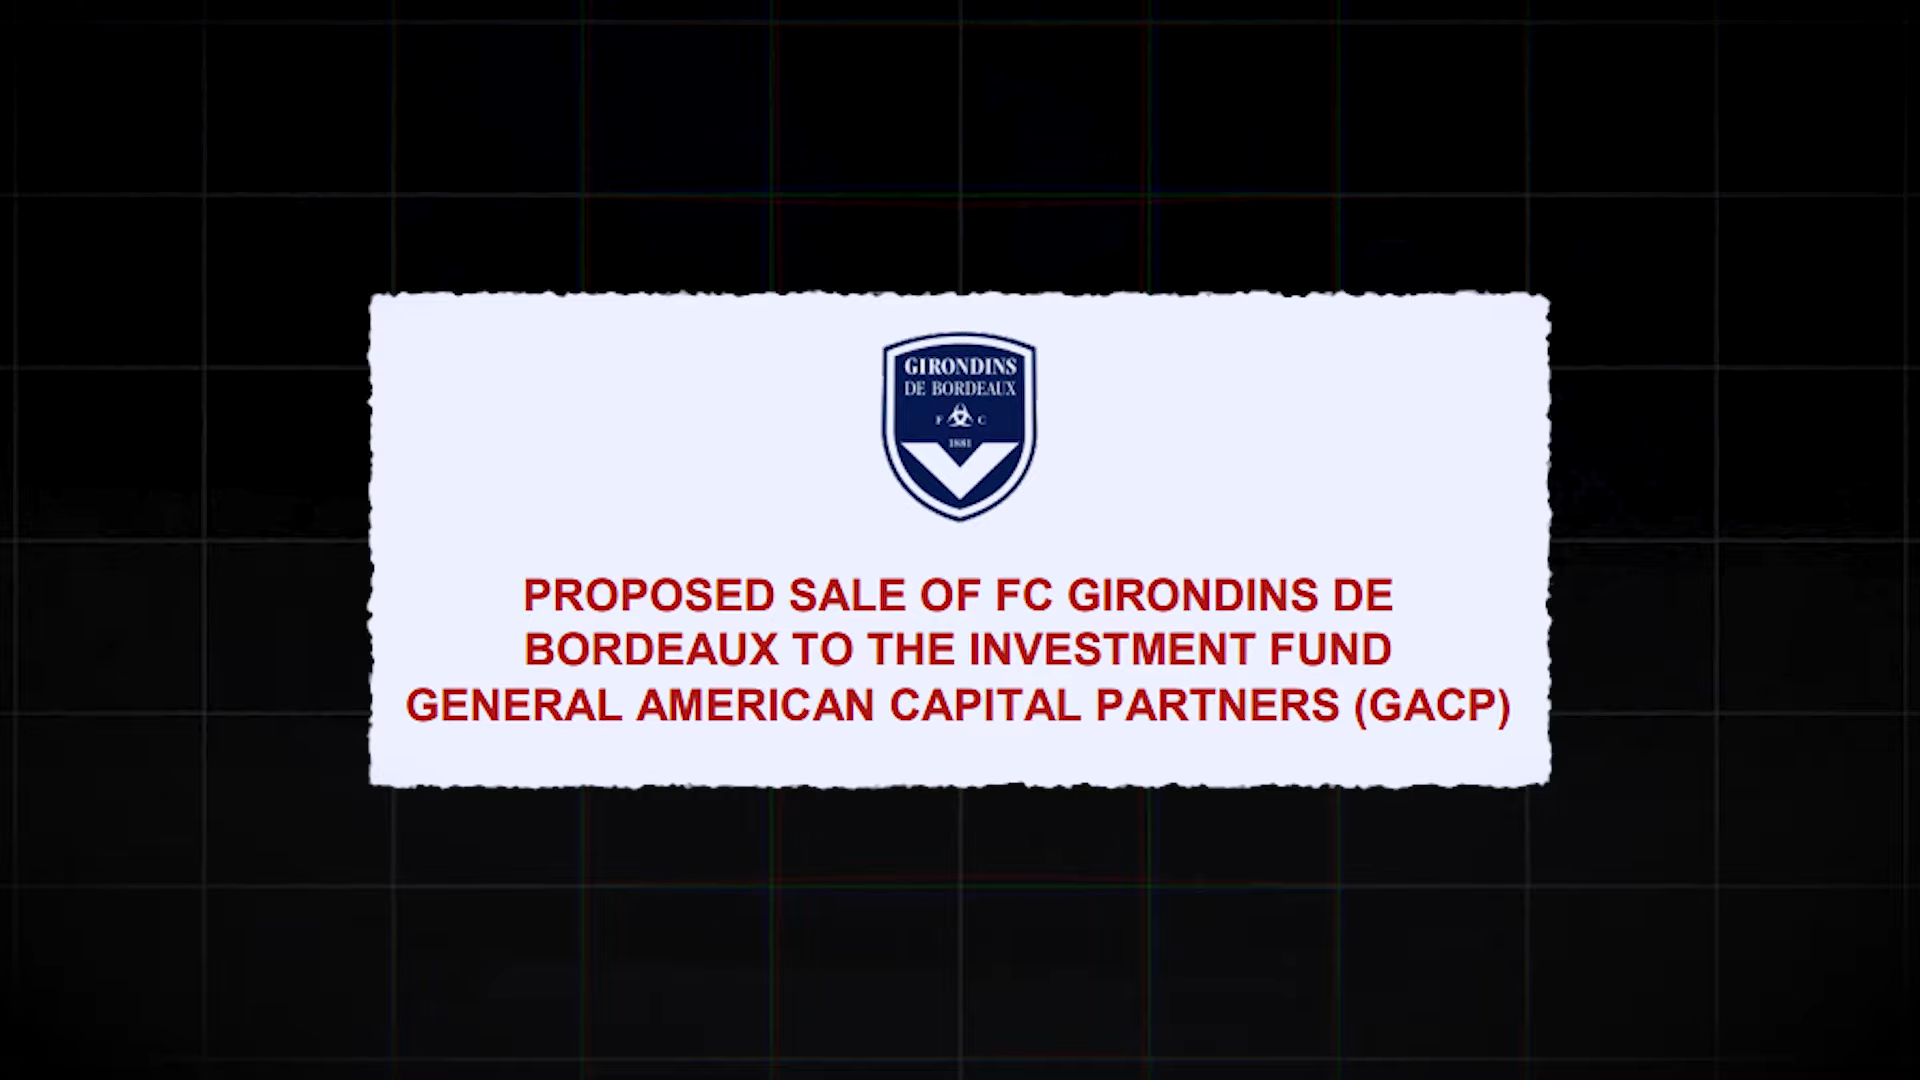 GIRONDINS
DE BORDEAUX
F C
1881
PROPOSED SALE OF FC GIRONDINS DE
BORDEAUX TO THE INVESTMENT FUND
GENERAL AMERICAN CAPITAL PARTNERS (GACP)